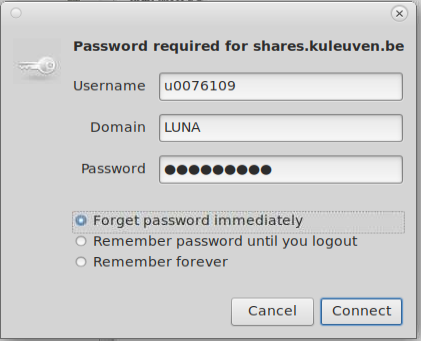 Password required for shares.kuleuven.be
Username u0076109
Domain LUNA
Password ●●●●●●●●●
Forget password immediately
Remember password until you logout
Remember forever
Cancel Connect